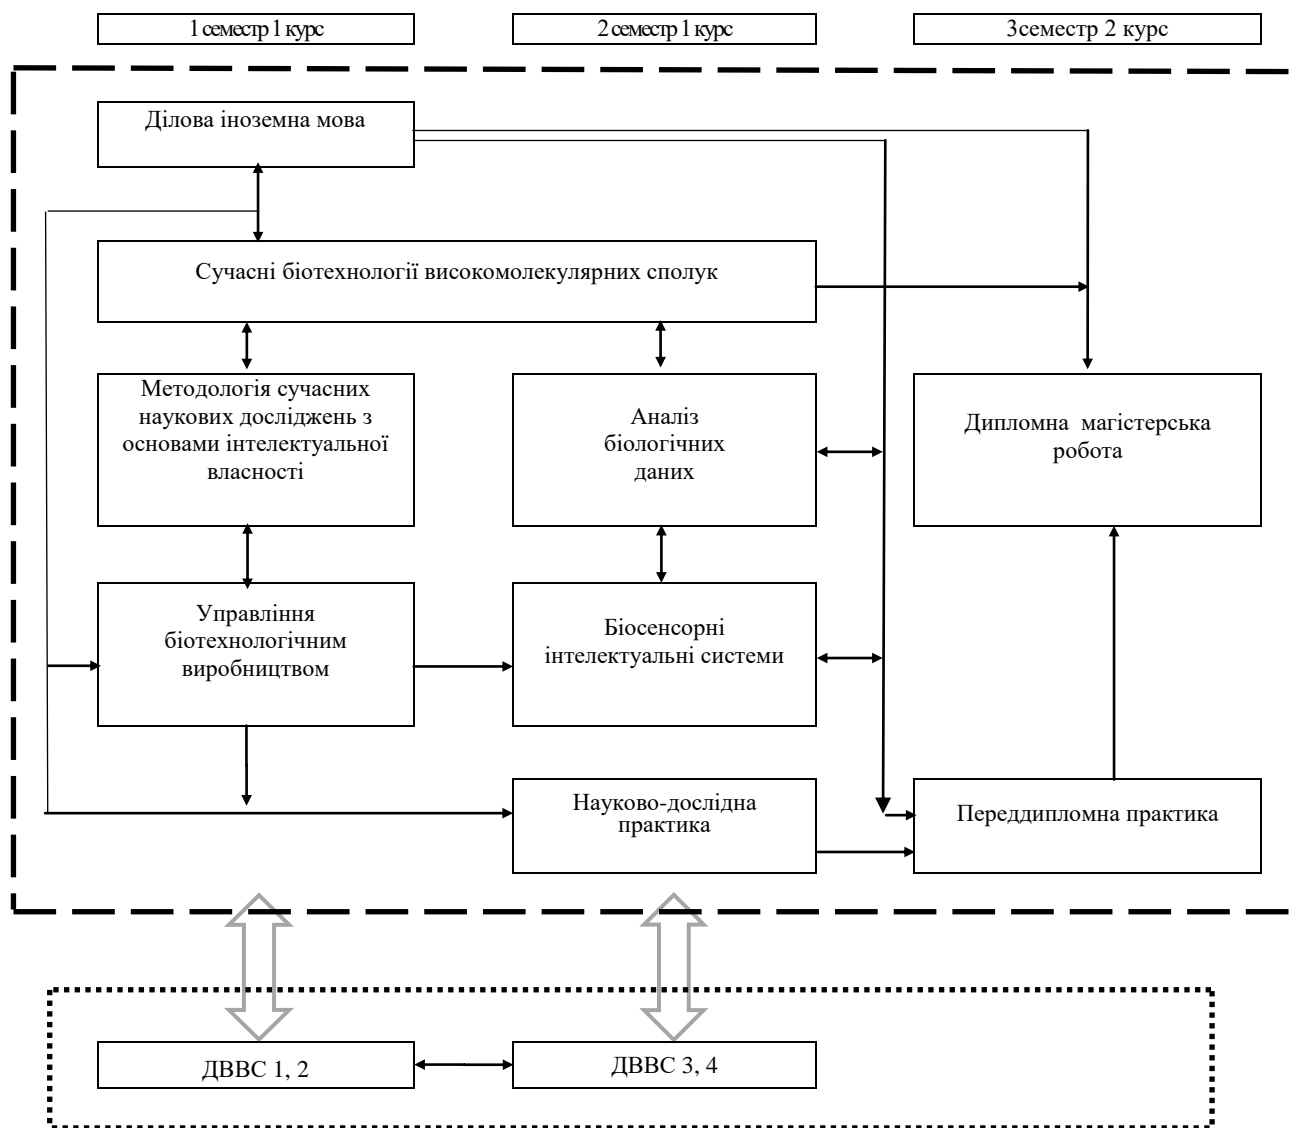 1 семестр 1 курс
2 семестр 1 курс
3семестр 2 курс
Ділова іноземна мова
Сучасні біотехнології високомолекулярних сполук
Методологія сучасних
наукових досліджень з
основами інтелектуальної
власності
Аналіз
біологічних
даних
Дипломна магістерська
робота
Управління
біотехнологічним
виробництвом
Біосенсорні
інтелектуальні системи
Науково-дослідна
практика
Переддипломна практика
ДВВС 1, 2
ДВВС 3, 4